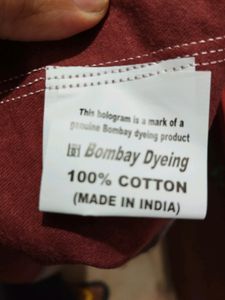 This hologram is a mark of a
genuine Bombay dyeing product
Bombay Dyeing
100% COTTON
(MADE IN INDIA)